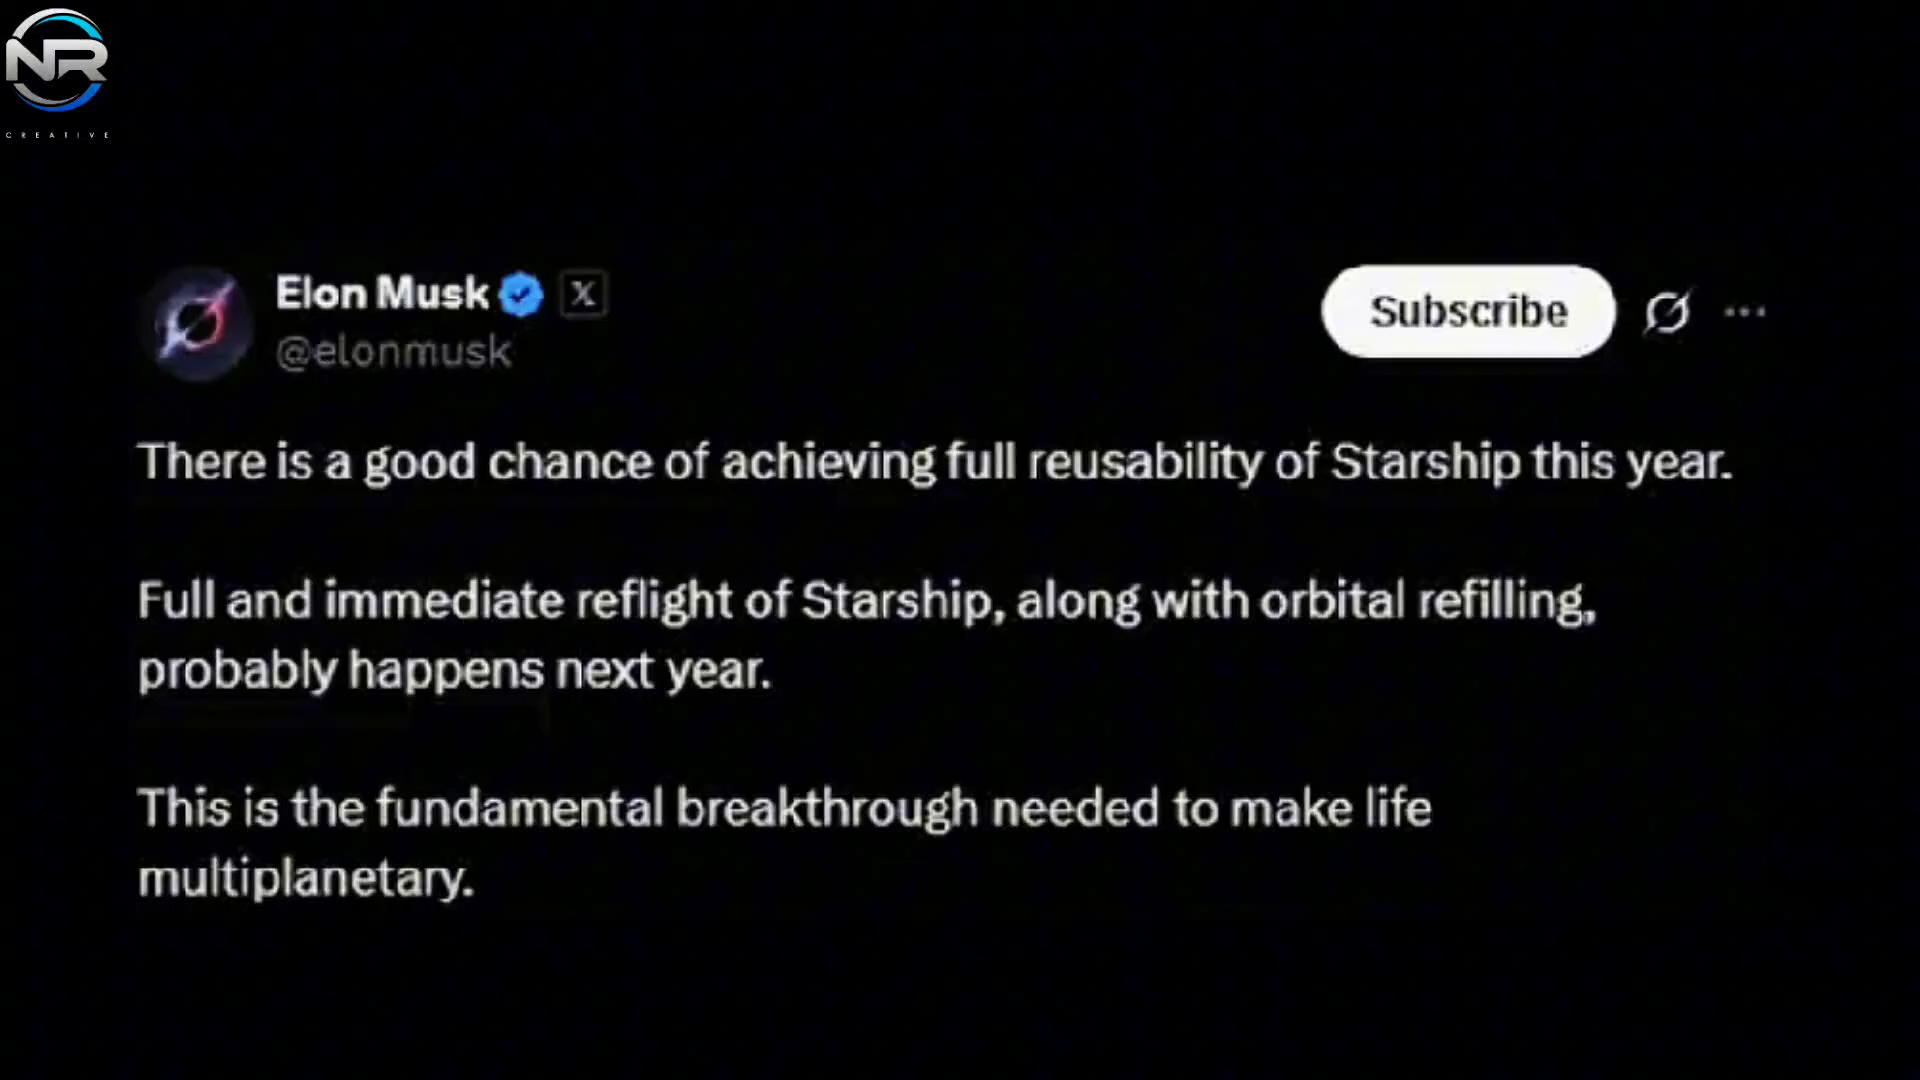 NR
CREATIVE
Elon Musk X
@elonmusk
Subscribe
There is a good chance of achieving full reusability of Starship this year.
Full and immediate reflight of Starship, along with orbital refilling,
probably happens next year.
This is the fundamental breakthrough needed to make life
multiplanetary.